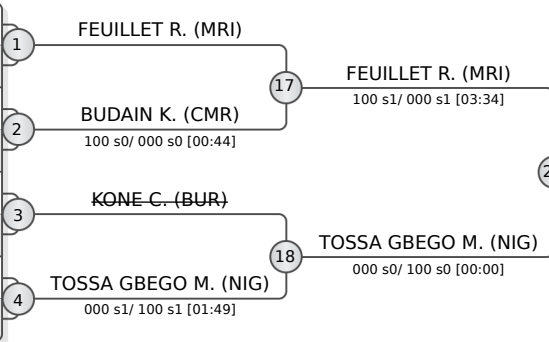 FEUILLET R. (MRI)
1
17
FEUILLET R. (MRI)
100 s1/ 000 s1 [03:34]
BUDAIN K. (CMR)
2
100 s0/ 000 s0 [00:44]
2
KONE C. (BUR)
3
18
TOSSA GBEGO M. (NIG)
000 s0/ 100 s0 [00:00]
TOSSA GBEGO M. (NIG)
4
000 s1/ 100 s1 [01:49]